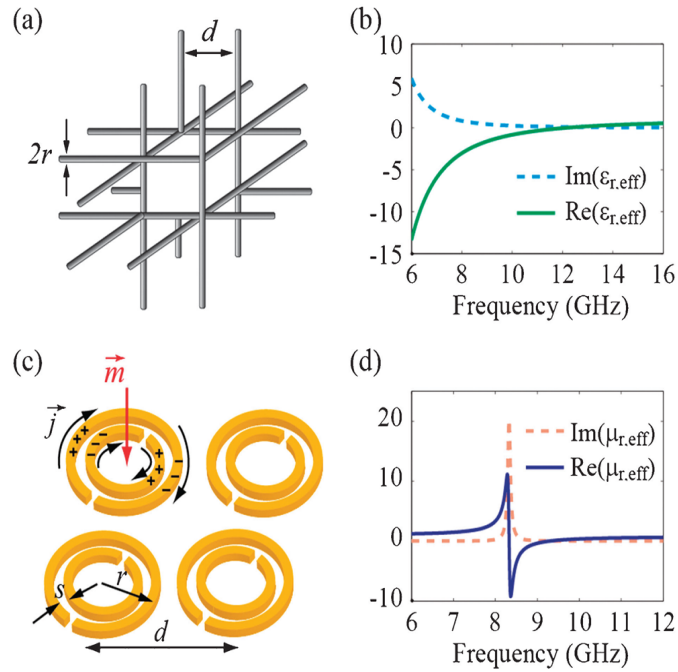 (a)
d
2r
(b)
10
5
0
-5
-10
-15
Im(εr.eff)
Re(εr.eff)
6 8 10 12 14 16
Frequency (GHz)
(c)
m
j
+ + + - - -
+ + + - - -
s r
d
(d)
20
10
0
-10
Im(μr.eff)
Re(μr.eff)
6 7 8 9 10 11 12
Frequency (GHz)